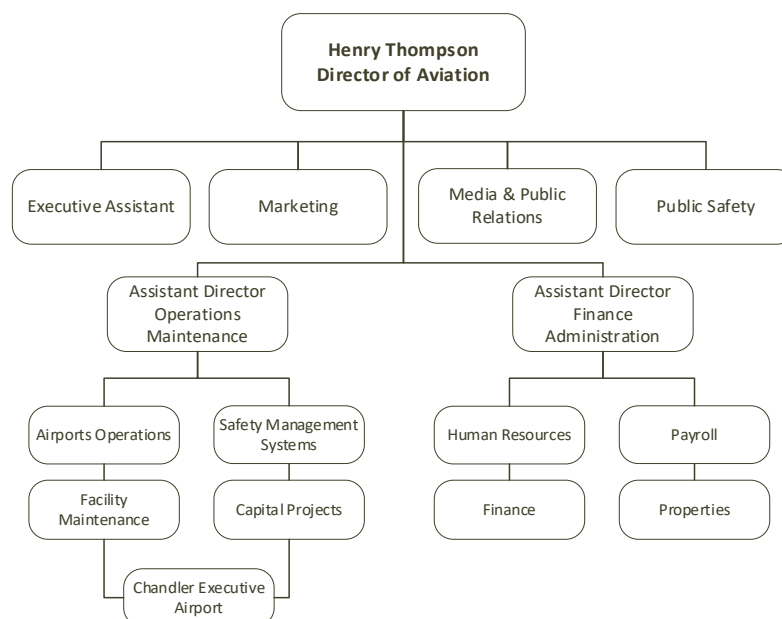 Henry Thompson
Director of Aviation
Executive Assistant
Marketing
Media & Public
Relations
Public Safety
Assistant Director
Operations
Maintenance
Assistant Director
Finance
Administration
Airports Operations
Safety Management
Systems
Human Resources
Payroll
Facility
Maintenance
Capital Projects
Finance
Properties
Chandler Executive
Airport